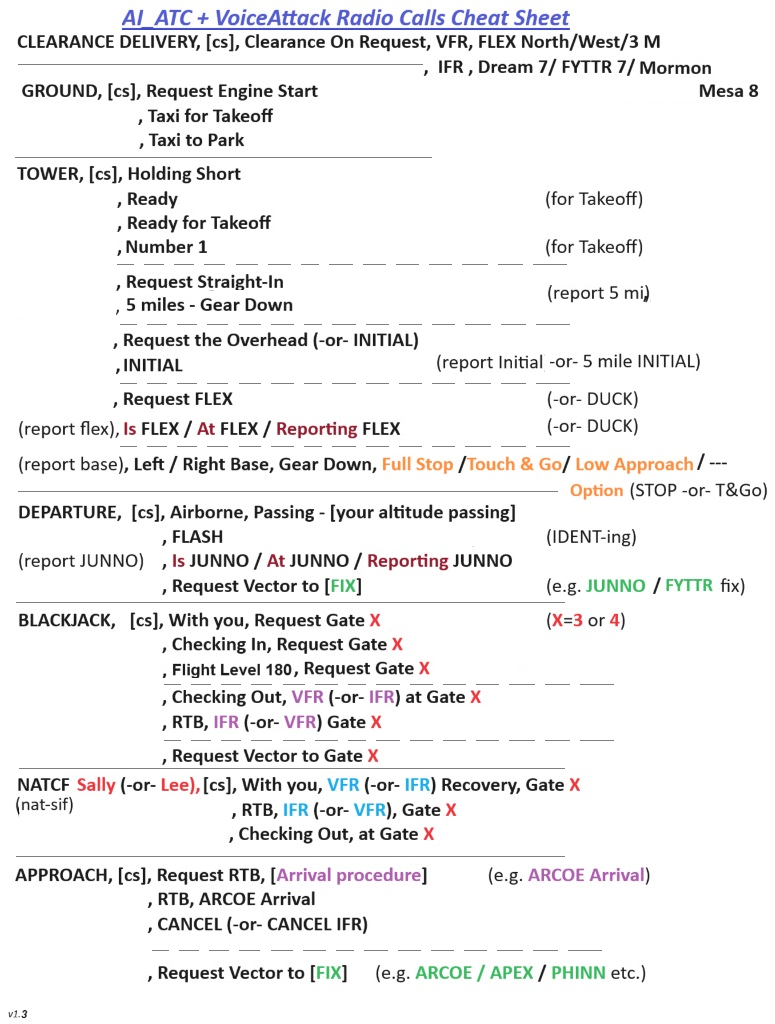 AI_ATC + VoiceAttack Radio Calls Cheat Sheet
CLEARANCE DELIVERY, [cs], Clearance On Request, VFR, FLEX North/West/3 M
, IFR , Dream 7/ FYTTR 7/ Mormon
GROUND, [cs], Request Engine Start Mesa 8
, Taxi for Takeoff
, Taxi to Park
TOWER, [cs], Holding Short
, Ready (for Takeoff)
, Ready for Takeoff
, Number 1 (for Takeoff)
, Request Straight-In
, 5 miles - Gear Down (report 5 mi)
, Request the Overhead (-or- INITIAL)
, INITIAL (report Initial -or- 5 mile INITIAL)
, Request FLEX (-or- DUCK)
(report flex), Is FLEX / At FLEX / Reporting FLEX (-or- DUCK)
(report base), Left / Right Base, Gear Down, Full Stop /Touch & Go/ Low Approach / ---
Option (STOP -or- T&Go)
DEPARTURE, [cs], Airborne, Passing - [your altitude passing]
, FLASH (IDENT-ing)
(report JUNNO) , Is JUNNO / At JUNNO / Reporting JUNNO
, Request Vector to [FIX] (e.g. JUNNO / FYTTR fix)
BLACKJACK, [cs], With you, Request Gate X (X=3 or 4)
, Checking In, Request Gate X
, Flight Level 180, Request Gate X
, Checking Out, VFR (-or- IFR) at Gate X
, RTB, IFR (-or- VFR) Gate X
, Request Vector to Gate X
NATCF Sally (-or- Lee), [cs], With you, VFR (-or- IFR) Recovery, Gate X
(nat-sif) , RTB, IFR (-or- VFR), Gate X
, Checking Out, at Gate X
APPROACH, [cs], Request RTB, [Arrival procedure] (e.g. ARCOE Arrival)
, RTB, ARCOE Arrival
, CANCEL (-or- CANCEL IFR)
, Request Vector to [FIX] (e.g. ARCOE / APEX / PHINN etc.)
v1.3